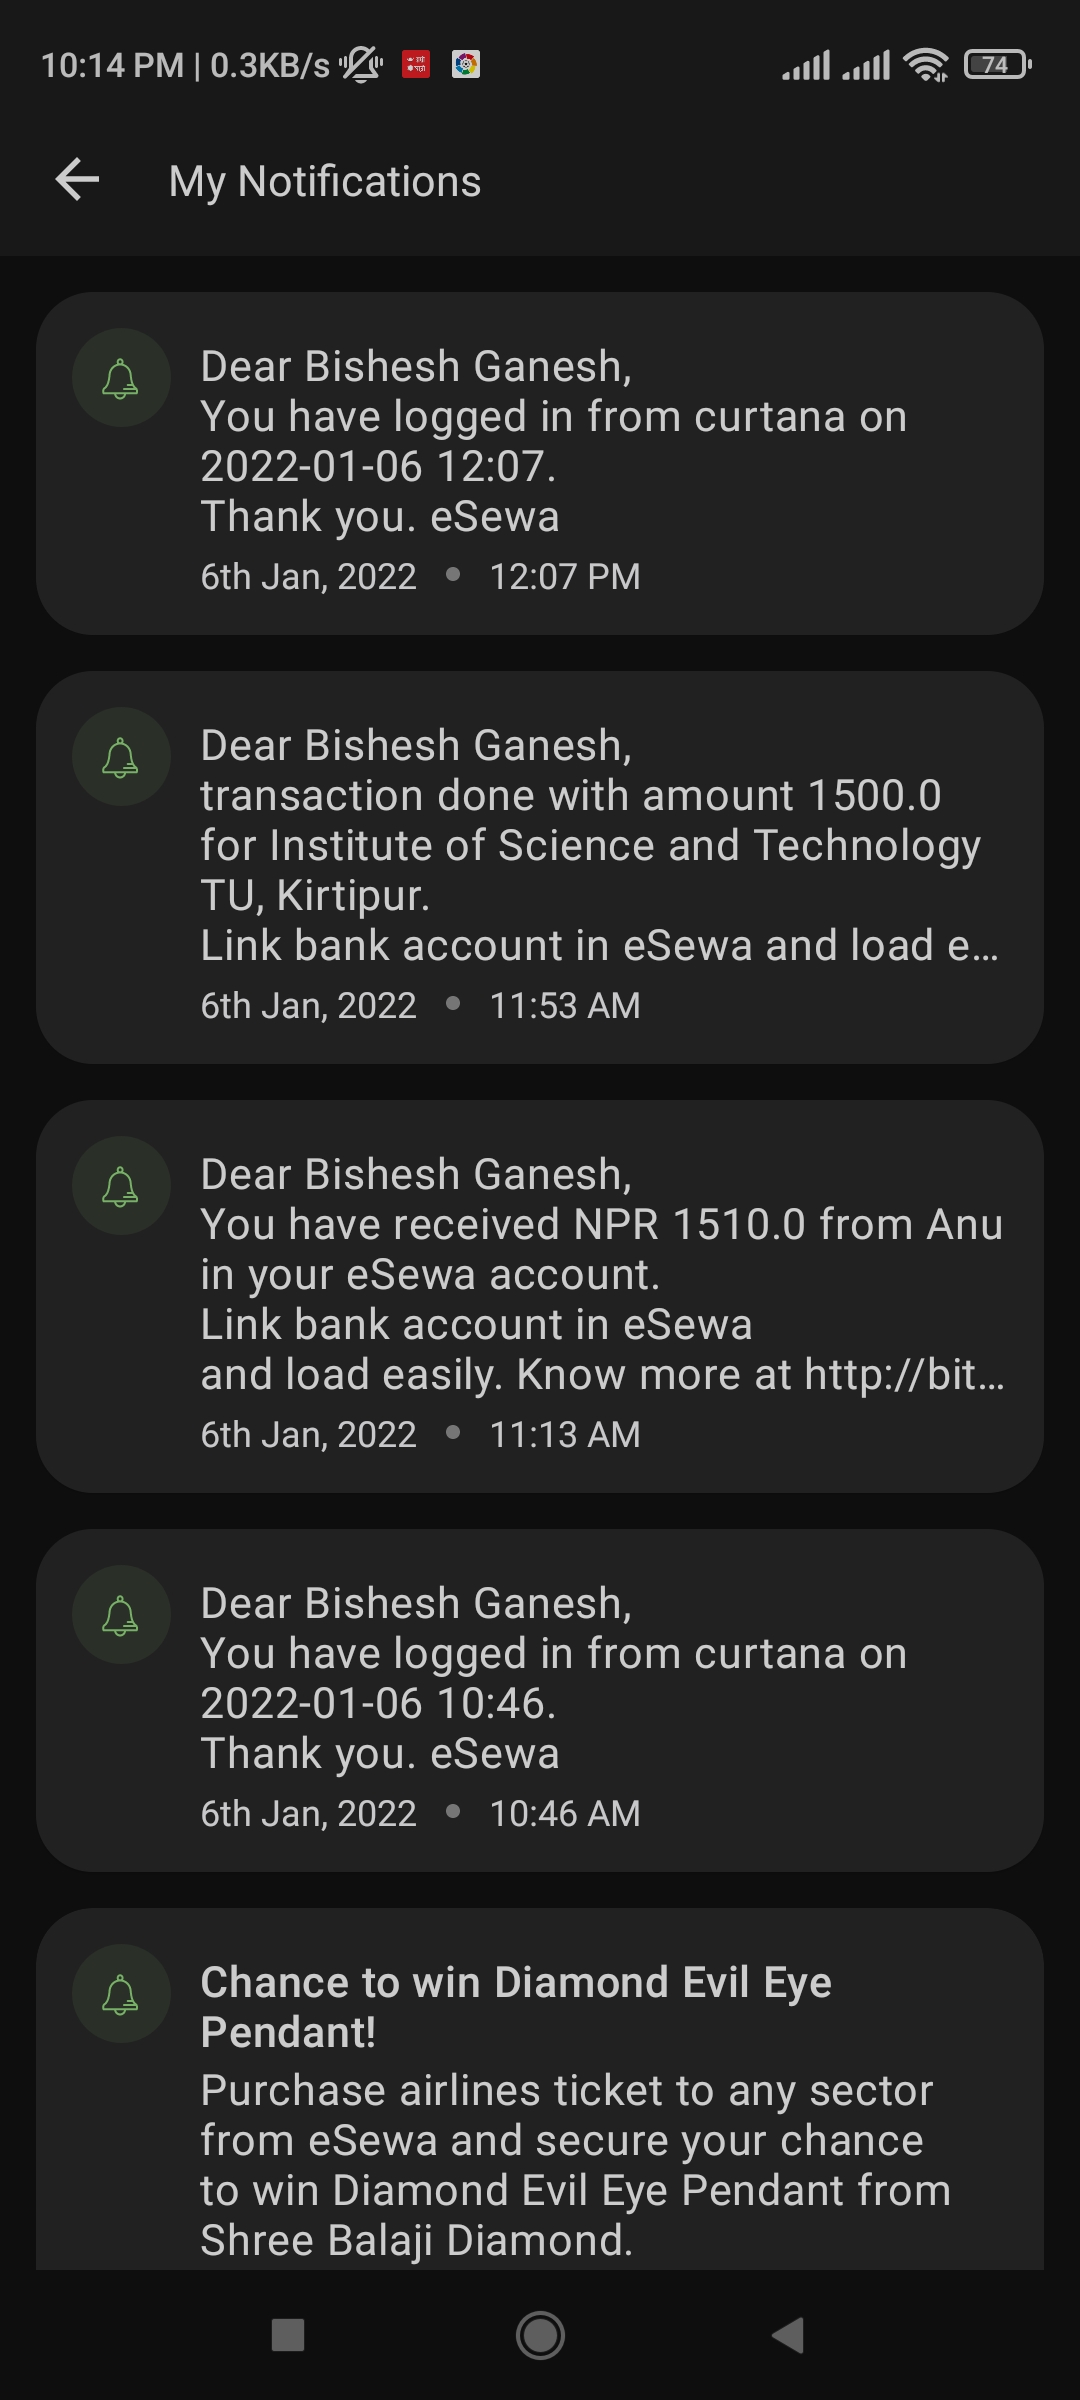 10:14 PM | 0.3KB/s
74
My Notifications
Dear Bishesh Ganesh,
You have logged in from curtana on
2022-01-06 12:07.
Thank you. eSewa
6th Jan, 2022 • 12:07 PM
Dear Bishesh Ganesh,
transaction done with amount 1500.0
for Institute of Science and Technology
TU, Kirtipur.
Link bank account in eSewa and load e...
6th Jan, 2022 • 11:53 AM
Dear Bishesh Ganesh,
You have received NPR 1510.0 from Anu
in your eSewa account.
Link bank account in eSewa
and load easily. Know more at http://bit...
6th Jan, 2022 • 11:13 AM
Dear Bishesh Ganesh,
You have logged in from curtana on
2022-01-06 10:46.
Thank you. eSewa
6th Jan, 2022 • 10:46 AM
Chance to win Diamond Evil Eye
Pendant!
Purchase airlines ticket to any sector
from eSewa and secure your chance
to win Diamond Evil Eye Pendant from
Shree Balaji Diamond.